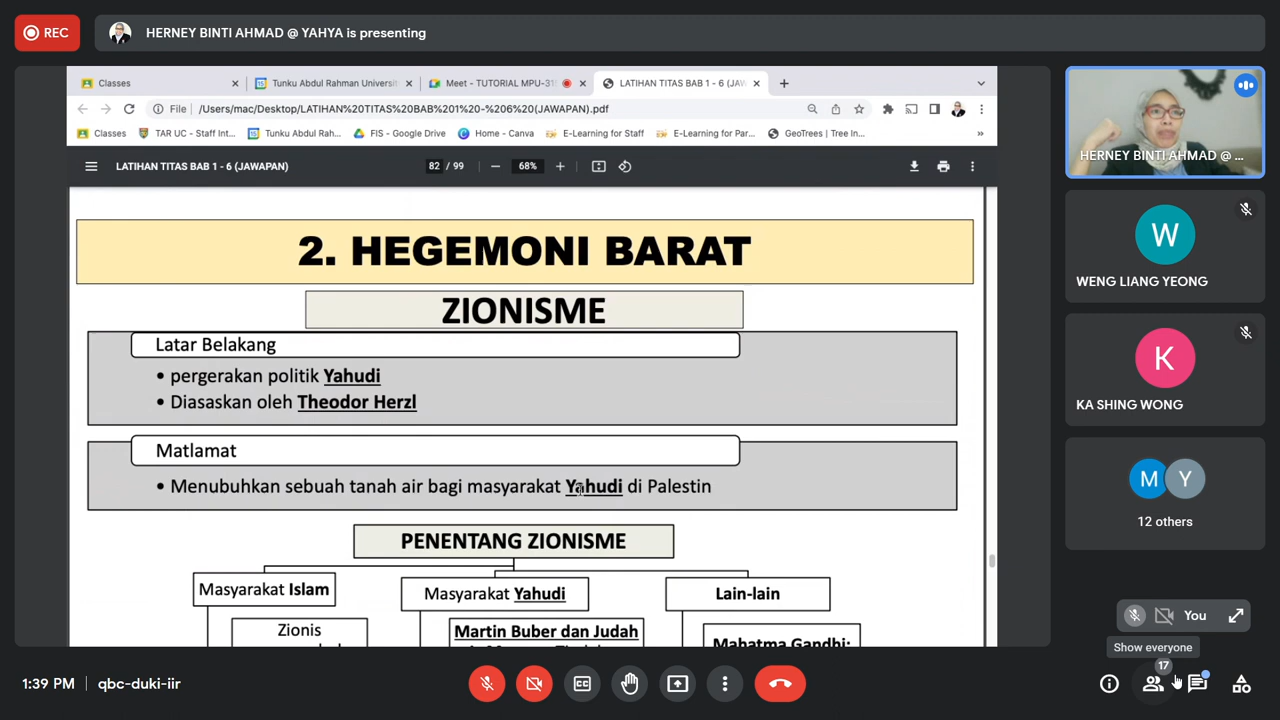 REC
HERNEY BINTI AHMAD @ YAHYA is presenting
Classes
Tunku Abdul Rahman Universi
Meet - TUTORIAL MPU-31
LATIHAN TITAS BAB 1 - 6 (JAW
File | /Users/mac/Desktop/LATIHAN%20TITAS%20BAB%201%20-%206%20(JAWAPAN).pdf
Classes
TAR UC - Staff Int...
Tunku Abdul Rah...
FIS - Google Drive
Home - Canva
E-Learning for Staff
E-Learning for Par...
GeoTrees | Tree In...
LATIHAN TITAS BAB 1 - 6 (JAWAPAN)
82 / 99
68%
2. HEGEMONI BARAT
ZIONISME
Latar Belakang
• pergerakan politik Yahudi
• Diasaskan oleh Theodor Herzl
Matlamat
• Menubuhkan sebuah tanah air bagi masyarakat Yahudi di Palestin
PENENTANG ZIONISME
Masyarakat Islam
Masyarakat Yahudi
Lain-lain
Zionis
Martin Buber dan Judah
Mahatma Gandhi:
HERNEY BINTI AHMAD @ ...
W
WENG LIANG YEONG
K
KA SHING WONG
M
Y
12 others
You
Show everyone
17
1:39 PM | qbc-duki-iir